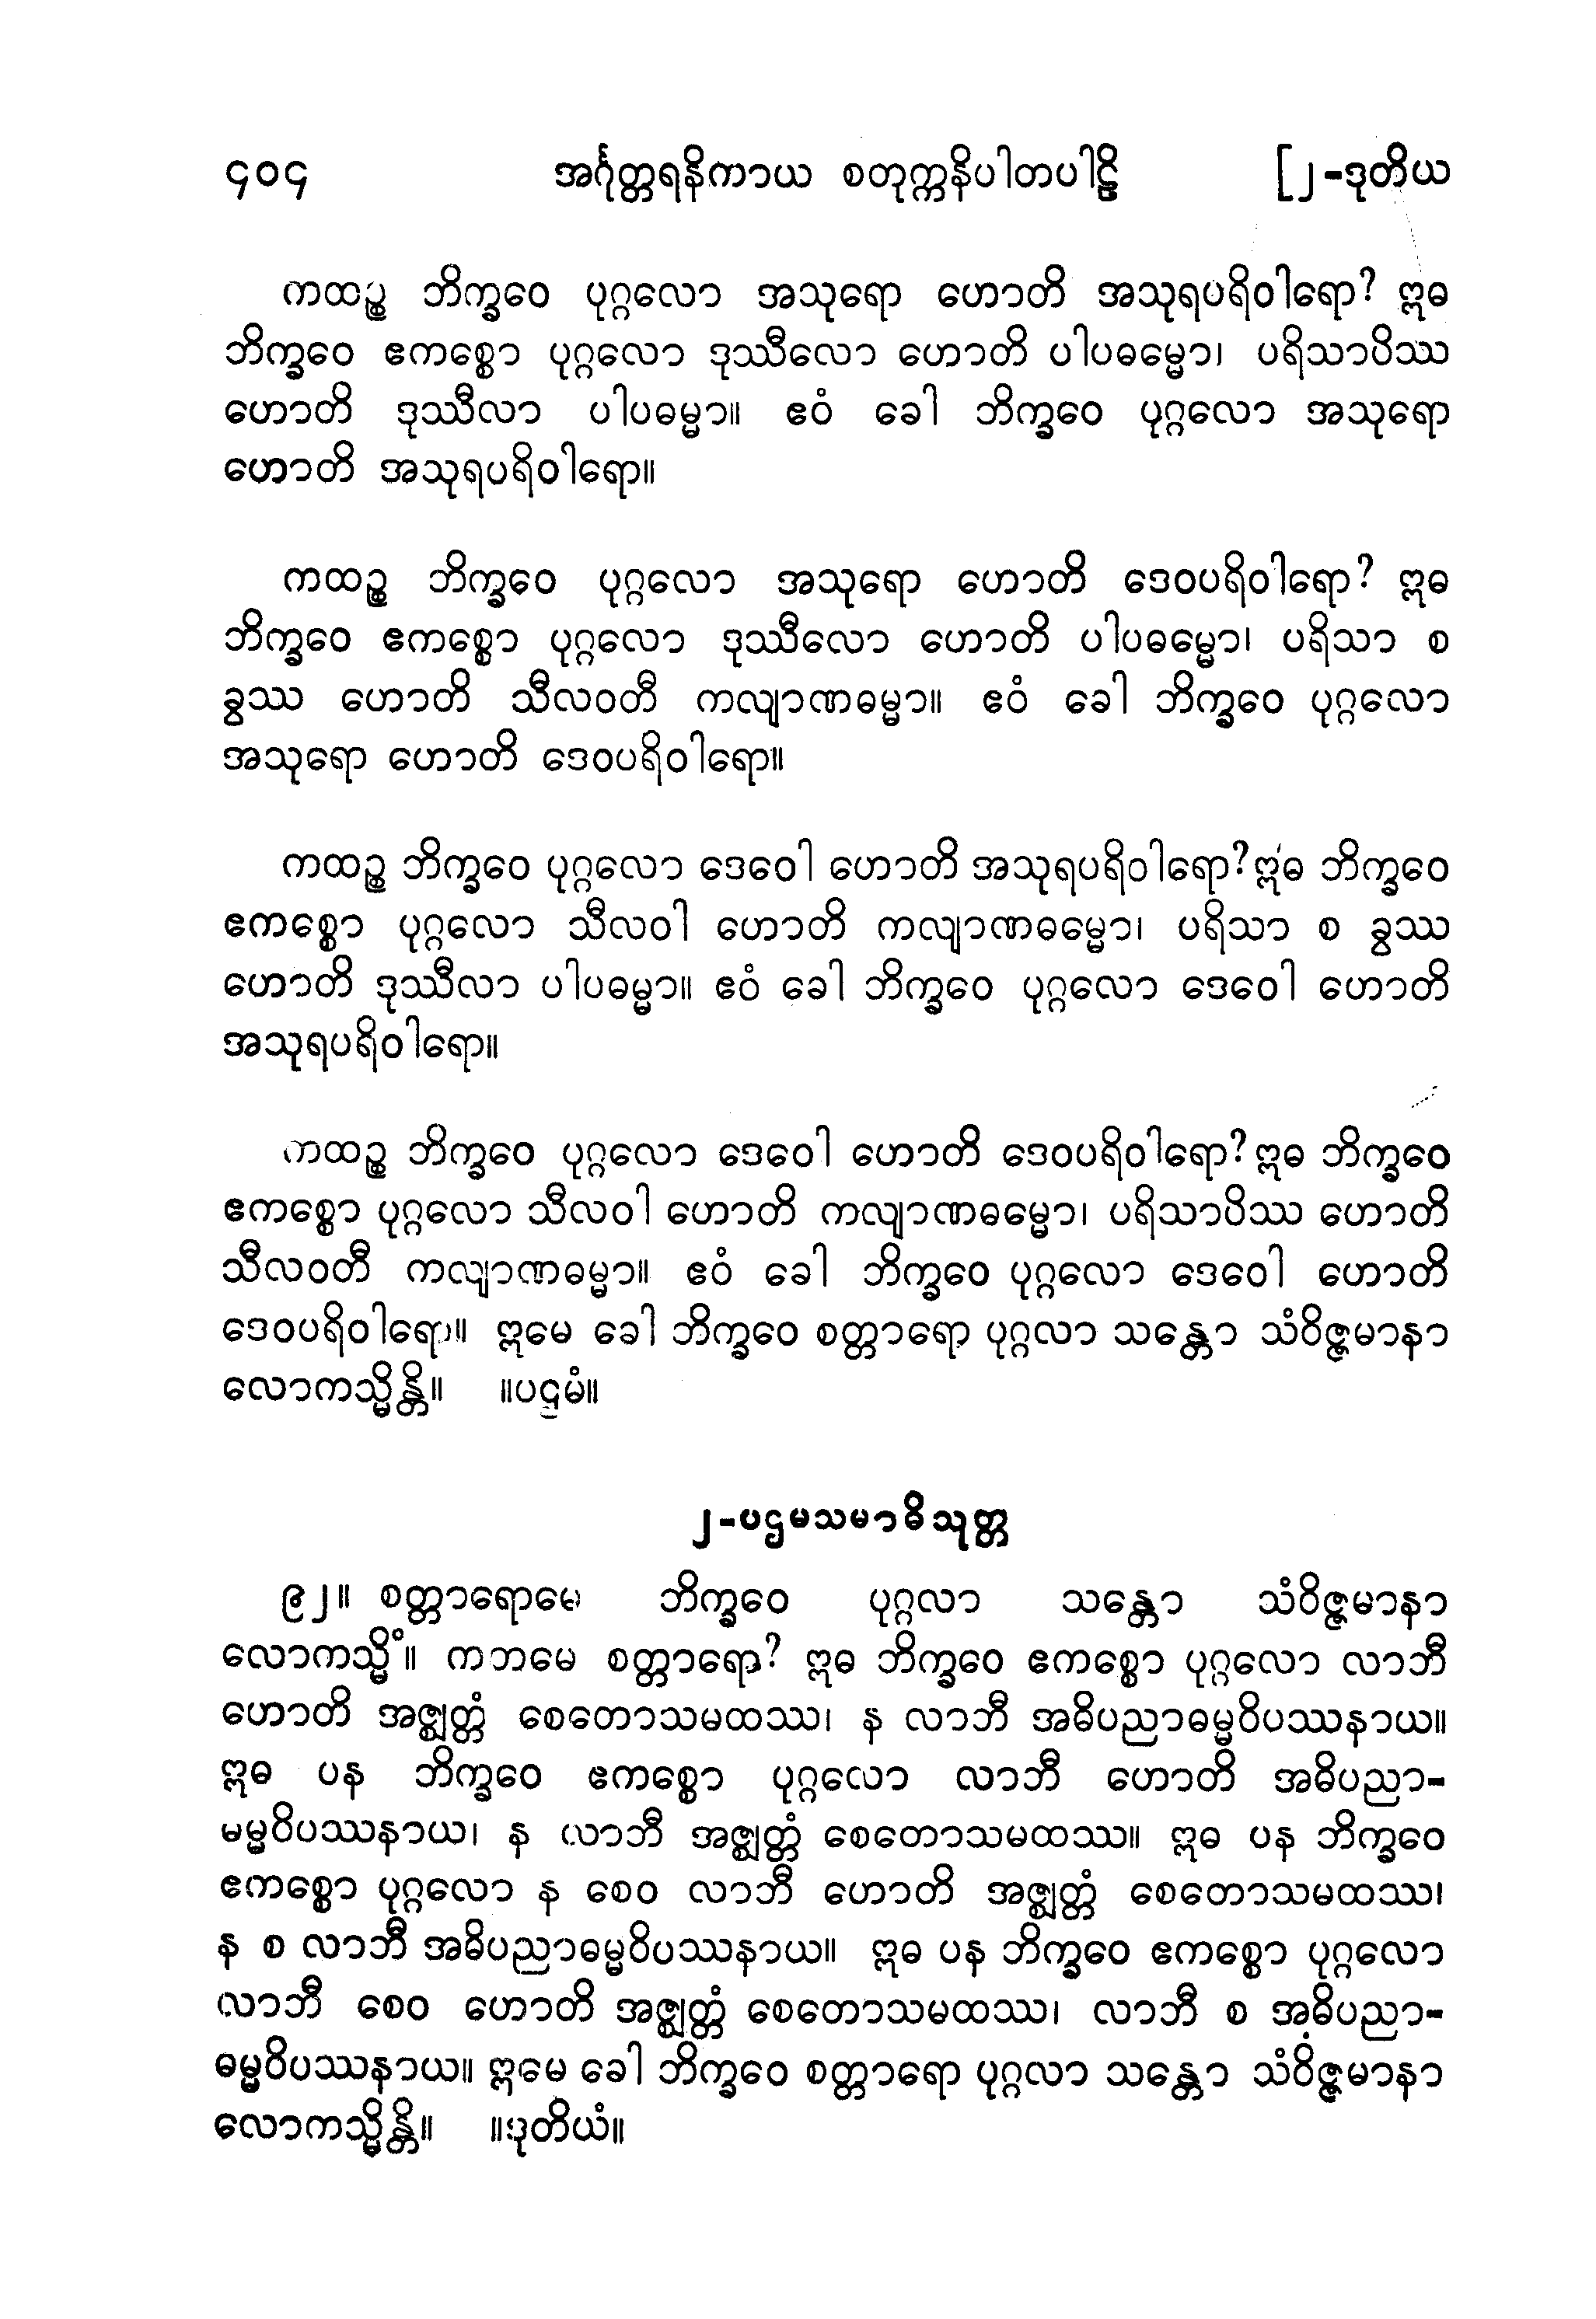 ၄၀၄ အင်္ဂုတ္တရနိကာယ စတုက္ကနိပါတပါဠိ [၂-ဒုတိယ
ကထဉ္စ ဘိက္ခဝေ ပုဂ္ဂလော အသုရော ဟောတိ အသုရပရိဝါရော? ဣဓ
ဘိက္ခဝေ ဧကစ္စော ပုဂ္ဂလော ဒုဿီလော ဟောတိ ပါပဓမ္မော၊ ပရိသာပိဿ
ဟောတိ ဒုဿီလာ ပါပဓမ္မာ။ ဧဝံ ခေါ ဘိက္ခဝေ ပုဂ္ဂလော အသုရော
ဟောတိ အသုရပရိဝါရော။
ကထဉ္စ ဘိက္ခဝေ ပုဂ္ဂလော အသုရော ဟောတိ ဒေဝပရိဝါရော? ဣဓ
ဘိက္ခဝေ ဧကစ္စော ပုဂ္ဂလော ဒုဿီလော ဟောတိ ပါပဓမ္မော၊ ပရိသာ စ
ခွဿ ဟောတိ သီလဝတီ ကလျာဏဓမ္မာ။ ဧဝံ ခေါ ဘိက္ခဝေ ပုဂ္ဂလော
အသုရော ဟောတိ ဒေဝပရိဝါရော။
ကထဉ္စ ဘိက္ခဝေ ပုဂ္ဂလော ဒေဝေါ ဟောတိ အသုရပရိဝါရော? ဣဓ ဘိက္ခဝေ
ဧကစ္စော ပုဂ္ဂလော သီလဝါ ဟောတိ ကလျာဏဓမ္မော၊ ပရိသာ စ ခွဿ
ဟောတိ ဒုဿီလာ ပါပဓမ္မာ။ ဧဝံ ခေါ ဘိက္ခဝေ ပုဂ္ဂလော ဒေဝေါ ဟောတိ
အသုရပရိဝါရော။
ကထဉ္စ ဘိက္ခဝေ ပုဂ္ဂလော ဒေဝေါ ဟောတိ ဒေဝပရိဝါရော? ဣဓ ဘိက္ခဝေ
ဧကစ္စော ပုဂ္ဂလော သီလဝါ ဟောတိ ကလျာဏဓမ္မော၊ ပရိသာပိဿ ဟောတိ
သီလဝတီ ကလျာဏဓမ္မာ။ ဧဝံ ခေါ ဘိက္ခဝေ ပုဂ္ဂလော ဒေဝေါ ဟောတိ
ဒေဝပရိဝါရော။ ဣမေ ခေါ ဘိက္ခဝေ စတ္တာရော ပုဂ္ဂလာ သန္တော သံဝိဇ္ဇမာနာ
လောကသ္မိန္တိ။ ။ပဌမံ။
၂-ပဌမသမာဓိသုတ္တ
၉၂။ စတ္တာရောမေ ဘိက္ခဝေ ပုဂ္ဂလာ သန္တော သံဝိဇ္ဇမာနာ
လောကသ္မိံ။ ကတမေ စတ္တာရော? ဣဓ ဘိက္ခဝေ ဧကစ္စော ပုဂ္ဂလော လာဘီ
ဟောတိ အဇ္ဈတ္တံ စေတောသမထဿ၊ န လာဘီ အဓိပညာဓမ္မဝိပဿနာယ။
ဣဓ ပန ဘိက္ခဝေ ဧကစ္စော ပုဂ္ဂလော လာဘီ ဟောတိ အဓိပညာ-
ဓမ္မဝိပဿနာယ၊ န လာဘီ အဇ္ဈတ္တံ စေတောသမထဿ။ ဣဓ ပန ဘိက္ခဝေ
ဧကစ္စော ပုဂ္ဂလော န စေဝ လာဘီ ဟောတိ အဇ္ဈတ္တံ စေတောသမထဿ၊
န စ လာဘီ အဓိပညာဓမ္မဝိပဿနာယ။ ဣဓ ပန ဘိက္ခဝေ ဧကစ္စော ပုဂ္ဂလော
လာဘီ စေဝ ဟောတိ အဇ္ဈတ္တံ စေတောသမထဿ၊ လာဘီ စ အဓိပညာ-
ဓမ္မဝိပဿနာယ။ ဣမေ ခေါ ဘိက္ခဝေ စတ္တာရော ပုဂ္ဂလာ သန္တော သံဝိဇ္ဇမာနာ
လောကသ္မိန္တိ။ ။ဒုတိယံ။